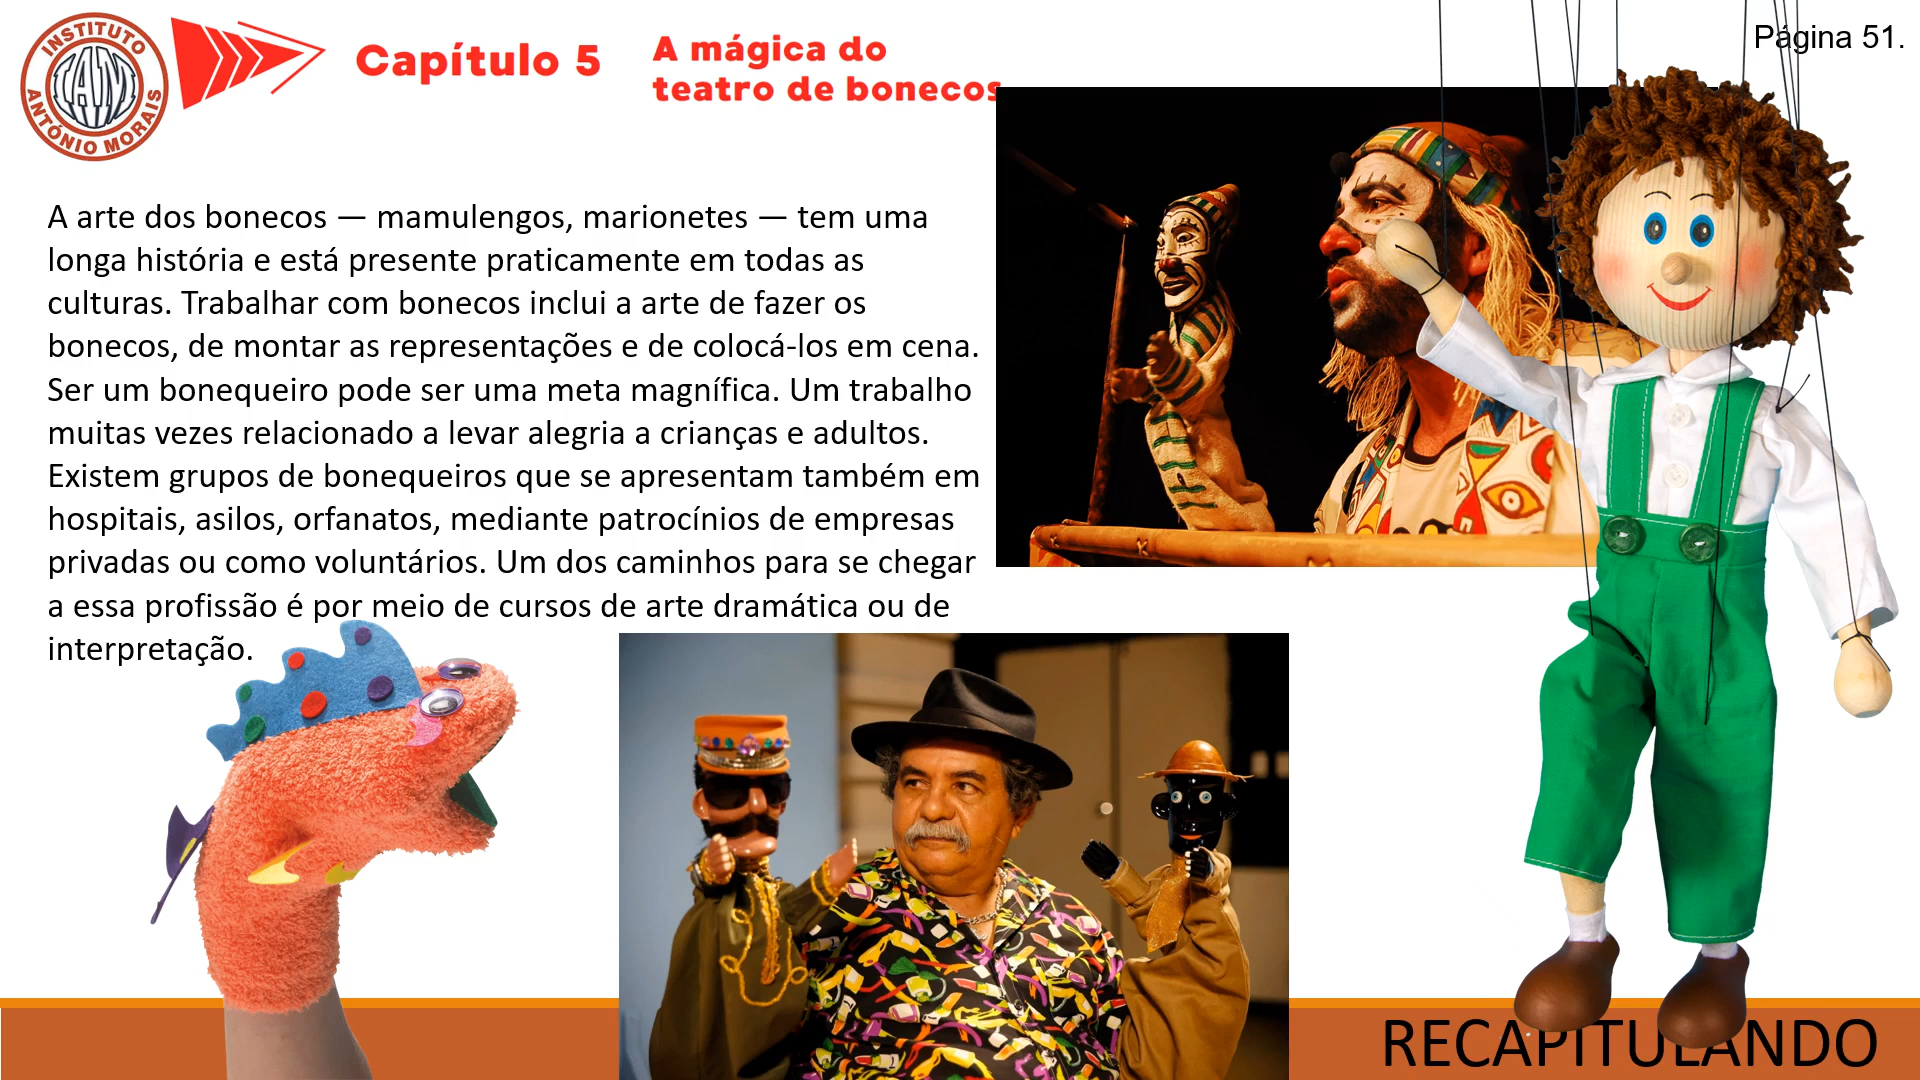 INSTITUTO
IAM
ANTÓNIO MORAIS
Capítulo 5
A mágica do
teatro de bonecos
Página 51.
A arte dos bonecos — mamulengos, marionetes — tem uma
longa história e está presente praticamente em todas as
culturas. Trabalhar com bonecos inclui a arte de fazer os
bonecos, de montar as representações e de colocá-los em cena.
Ser um bonequeiro pode ser uma meta magnífica. Um trabalho
muitas vezes relacionado a levar alegria a crianças e adultos.
Existem grupos de bonequeiros que se apresentam também em
hospitais, asilos, orfanatos, mediante patrocínios de empresas
privadas ou como voluntários. Um dos caminhos para se chegar
a essa profissão é por meio de cursos de arte dramática ou de
interpretação.
RECAPITULANDO